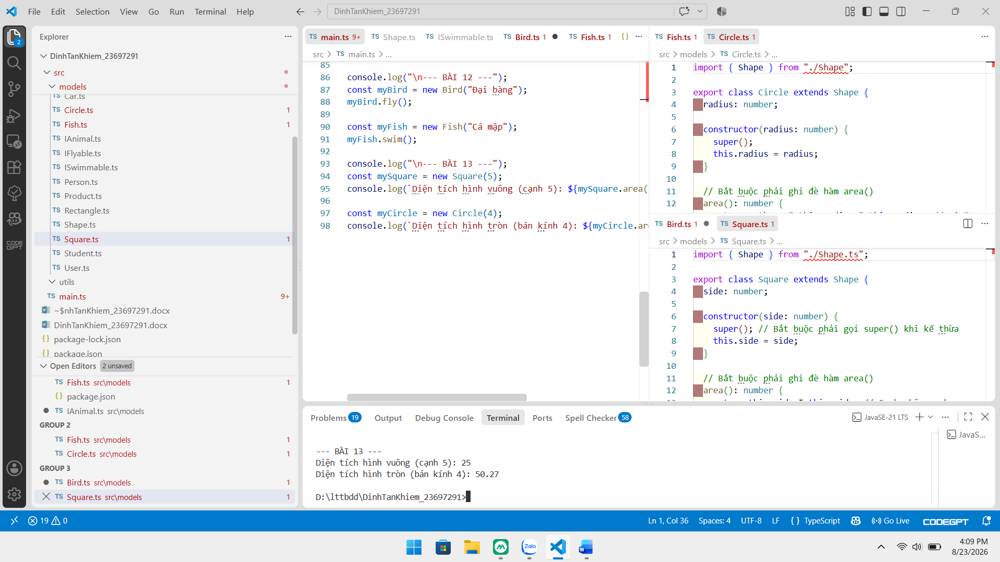 File Edit Selection View Go Run Terminal Help
DinhTanKhiem_23697291
2
Explorer
DinhTanKhiem_23697291
src
models
Car.ts
Circle.ts 1
Fish.ts 1
IAnimal.ts
IFlyable.ts
ISwimmable.ts
Person.ts
Product.ts
Rectangle.ts
Shape.ts
Square.ts 1
Student.ts
User.ts
utils
main.ts 9+
~$nhTanKhiem_23697291.docx
DinhTanKhiem_23697291.docx
package-lock.json
package.json
Open Editors 2 unsaved
Fish.ts src\models 1
package.json
IAnimal.ts src\models
GROUP 2
Fish.ts src\models 1
Circle.ts src\models 1
GROUP 3
Bird.ts src\models 1
Square.ts src\models 1
CODE GPT
main.ts 9+ Shape.ts ISwimmable.ts Bird.ts 1 Fish.ts 1
src > main.ts > ...
85
86 console.log("\n--- BÀI 12 ---");
87 const myBird = new Bird("Đại bàng");
88 myBird.fly();
89
90 const myFish = new Fish("Cá mập");
91 myFish.swim();
92
93 console.log("\n--- BÀI 13 ---");
94 const mySquare = new Square(5);
95 console.log(`Diện tích hình vuông (cạnh 5): ${mySquare.area(
96
97 const myCircle = new Circle(4);
98 console.log(`Diện tích hình tròn (bán kính 4): ${myCircle.are
Fish.ts 1 Circle.ts 1
src > models > Circle.ts > ...
1 import { Shape } from "./Shape";
2
3 export class Circle extends Shape {
4 radius: number;
5
6 constructor(radius: number) {
7 super();
8 this.radius = radius;
9 }
10
11 // Bắt buộc phải ghi đè hàm area()
12 area(): number {
Bird.ts 1 Square.ts 1
src > models > Square.ts > ...
1 import { Shape } from "./Shape.ts";
2
3 export class Square extends Shape {
4 side: number;
5
6 constructor(side: number) {
7 super(); // Bắt buộc phải gọi super() khi kế thừa
8 this.side = side;
9 }
10
11 // Bắt buộc phải ghi đè hàm area()
12 area(): number {
Problems 19 Output Debug Console Terminal Ports Spell Checker 58
JavaSE-21 LTS
JavaS...
--- BÀI 13 ---
Diện tích hình vuông (cạnh 5): 25
Diện tích hình tròn (bán kính 4): 50.27
D:\lttbdd\DinhTanKhiem_23697291>
19 0 Ln 1, Col 36 Spaces: 4 UTF-8 LF { } TypeScript Go Live CODEGPT
Zalo
4:09 PM
8/23/2026